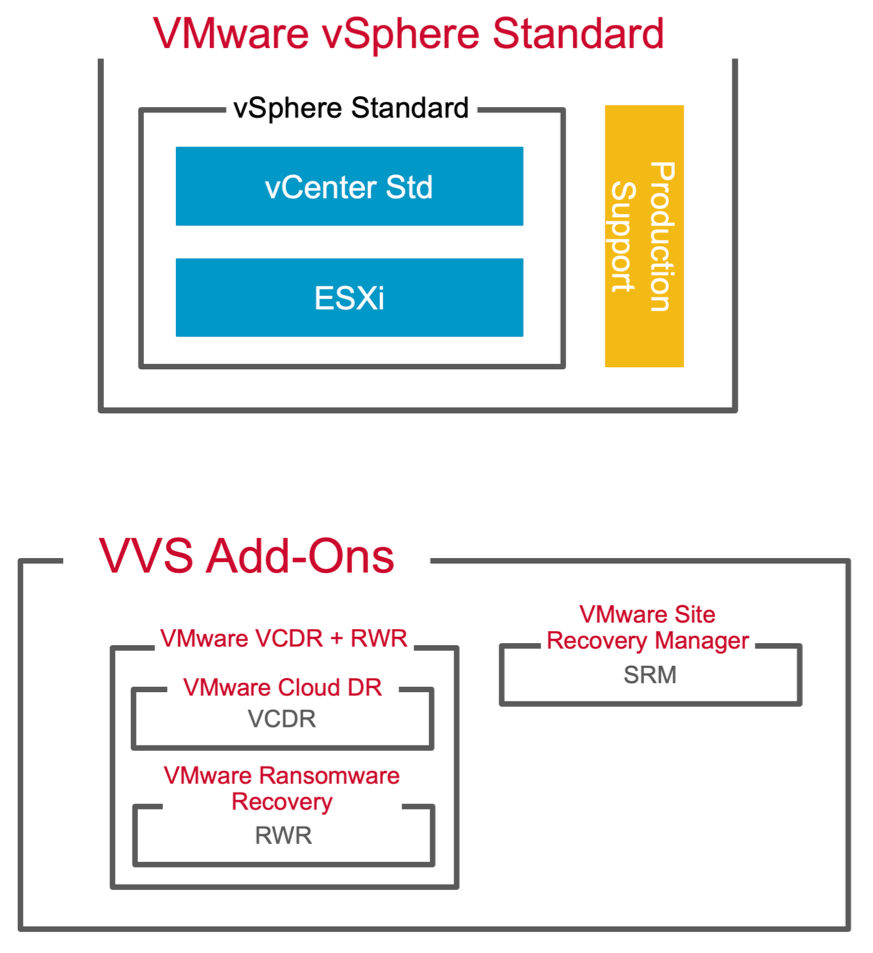 VMware vSphere Standard
vSphere Standard
vCenter Std
ESXi
Production
Support
VVS Add-Ons
VMware VCDR + RWR
VMware Cloud DR
VCDR
VMware Ransomware
Recovery
RWR
VMware Site
Recovery Manager
SRM